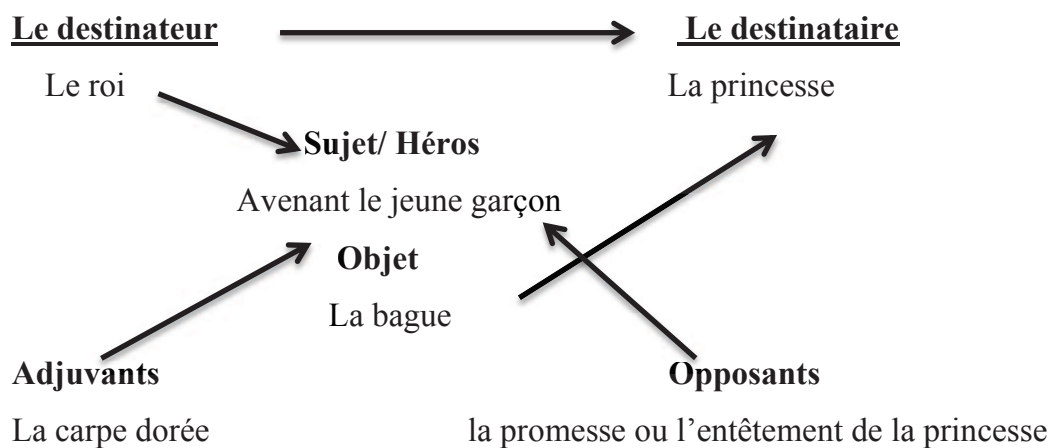 Le destinateur Le destinataire
Le roi La princesse
Sujet/ Héros
Avenant le jeune garçon
Objet
La bague
Adjuvants Opposants
La carpe dorée la promesse ou l’entêtement de la princesse